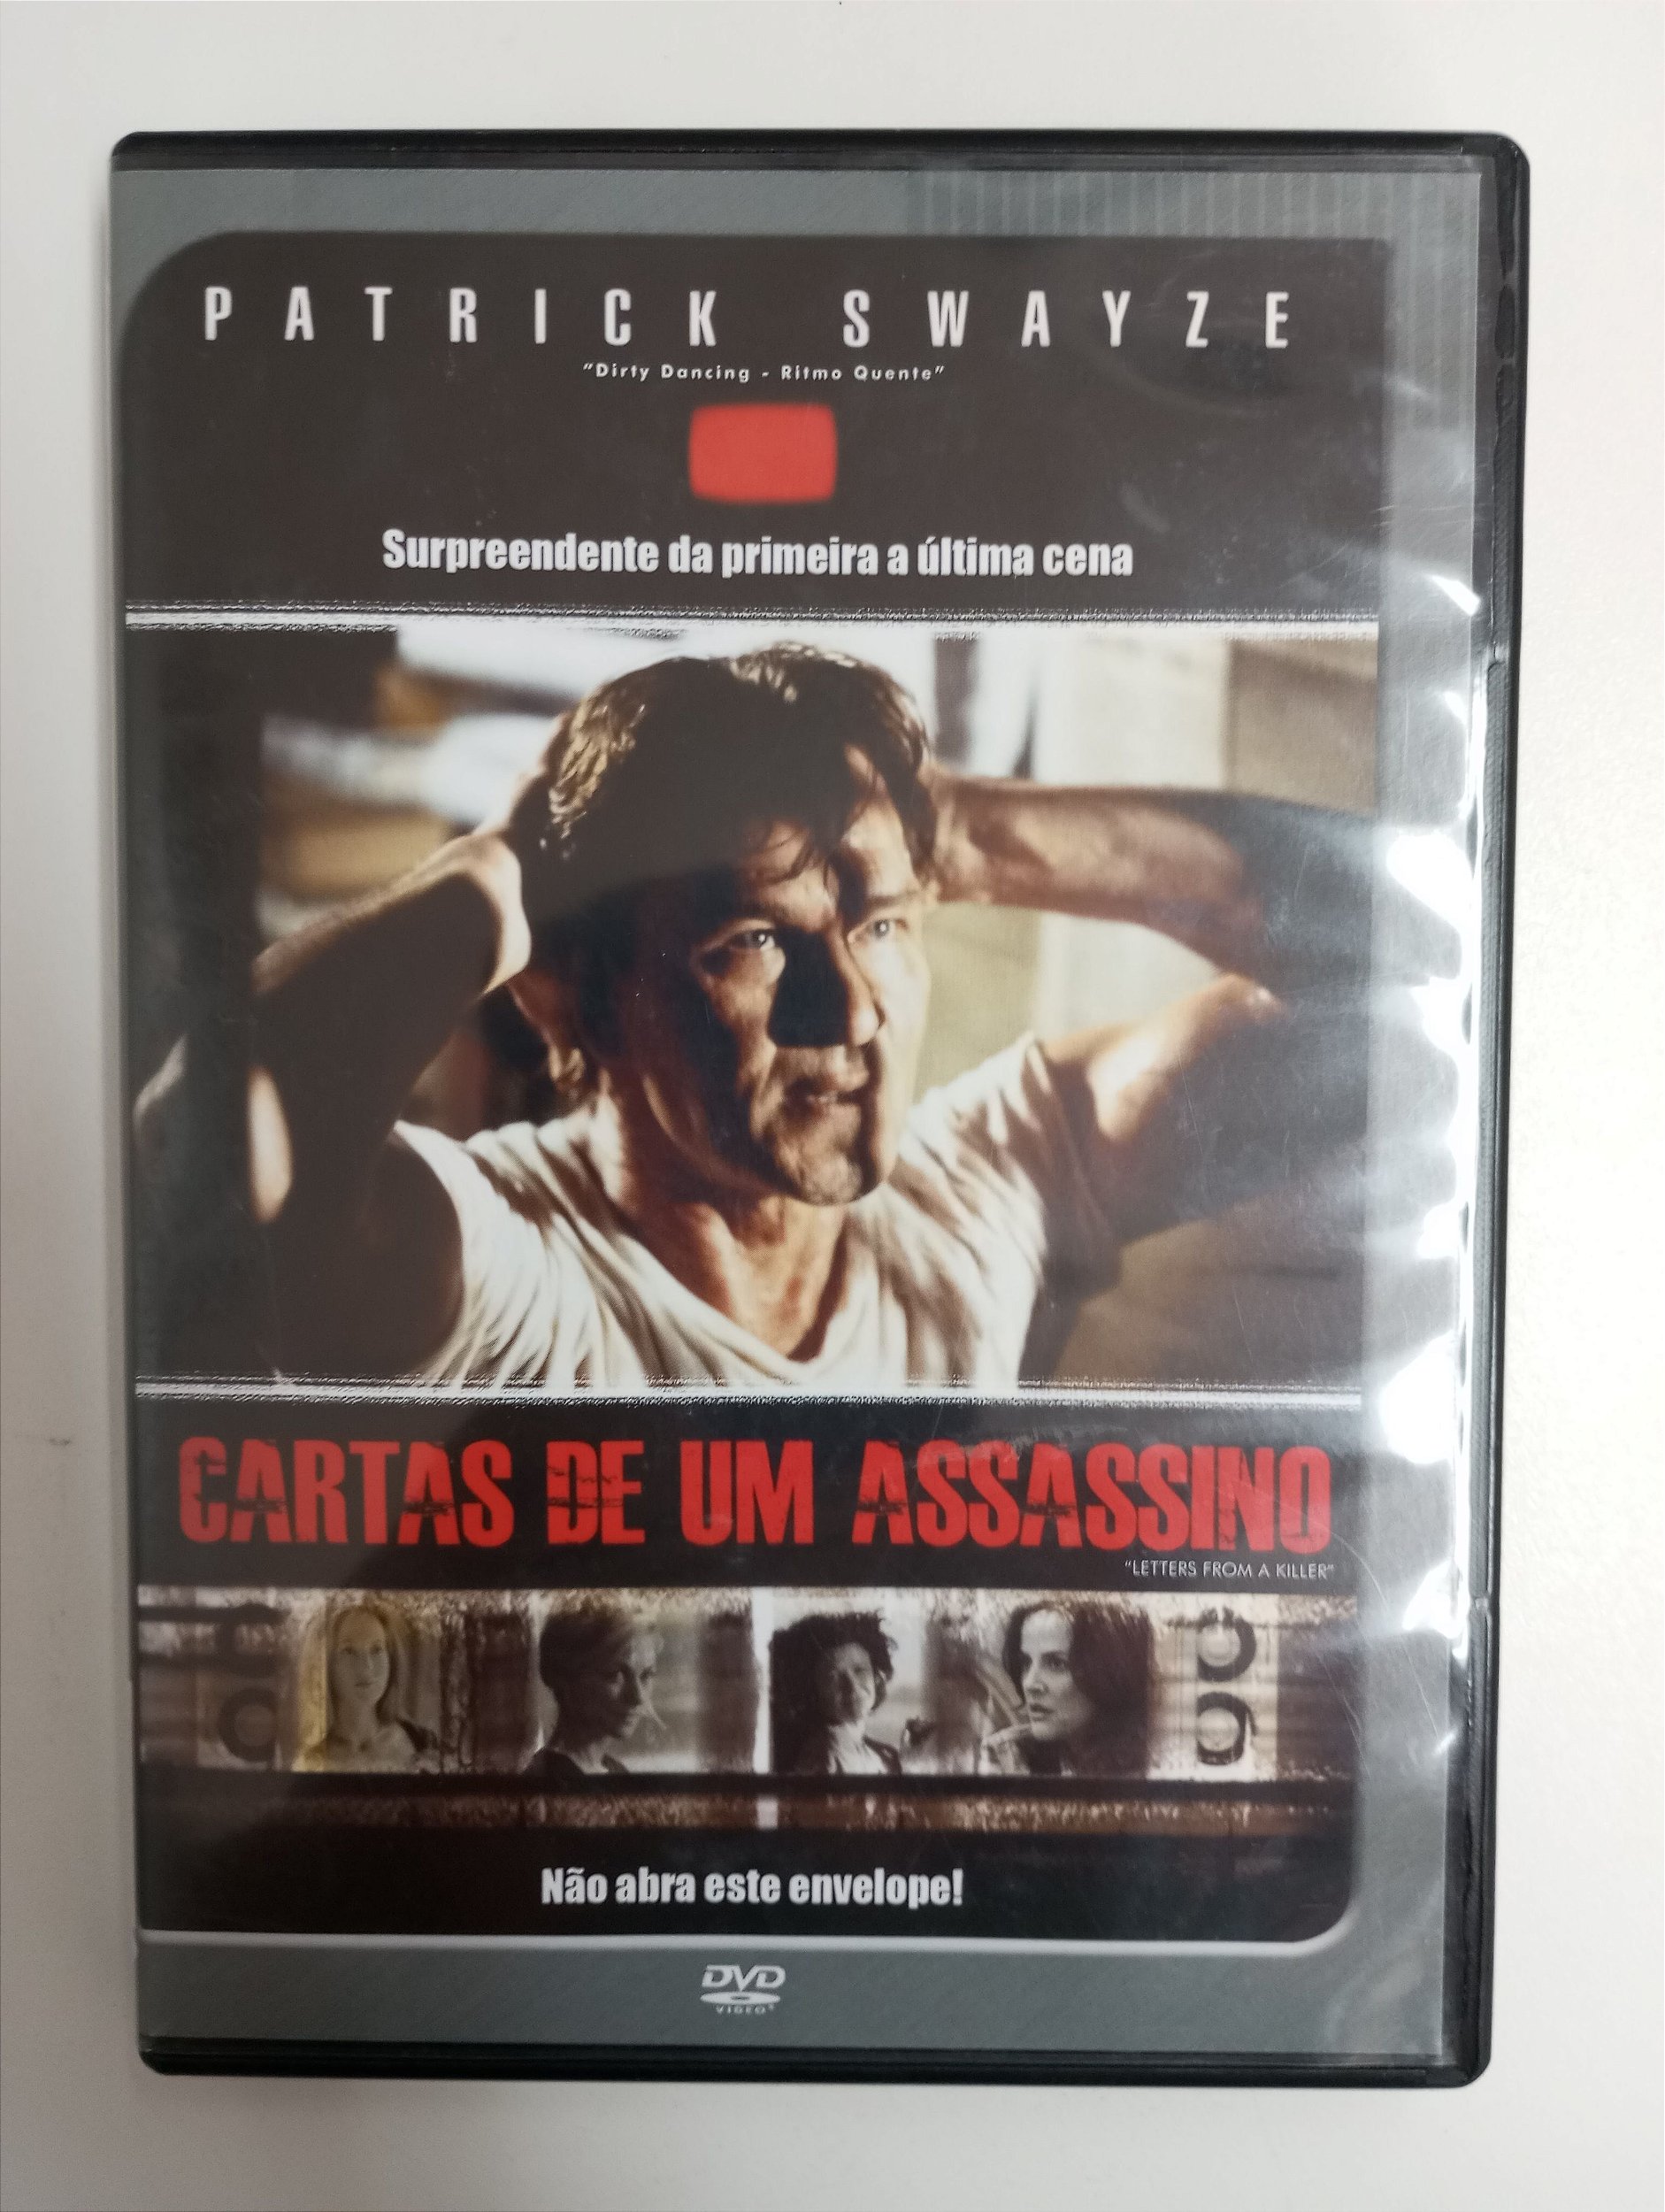 PATRICK SWAYZE
"Dirty Dancing - Ritmo Quente"
Surpreendente da primeira a última cena
CARTAS DE UM ASSASSINO
"LETTERS FROM A KILLER"
Não abra este envelope!
DVD
VIDEO